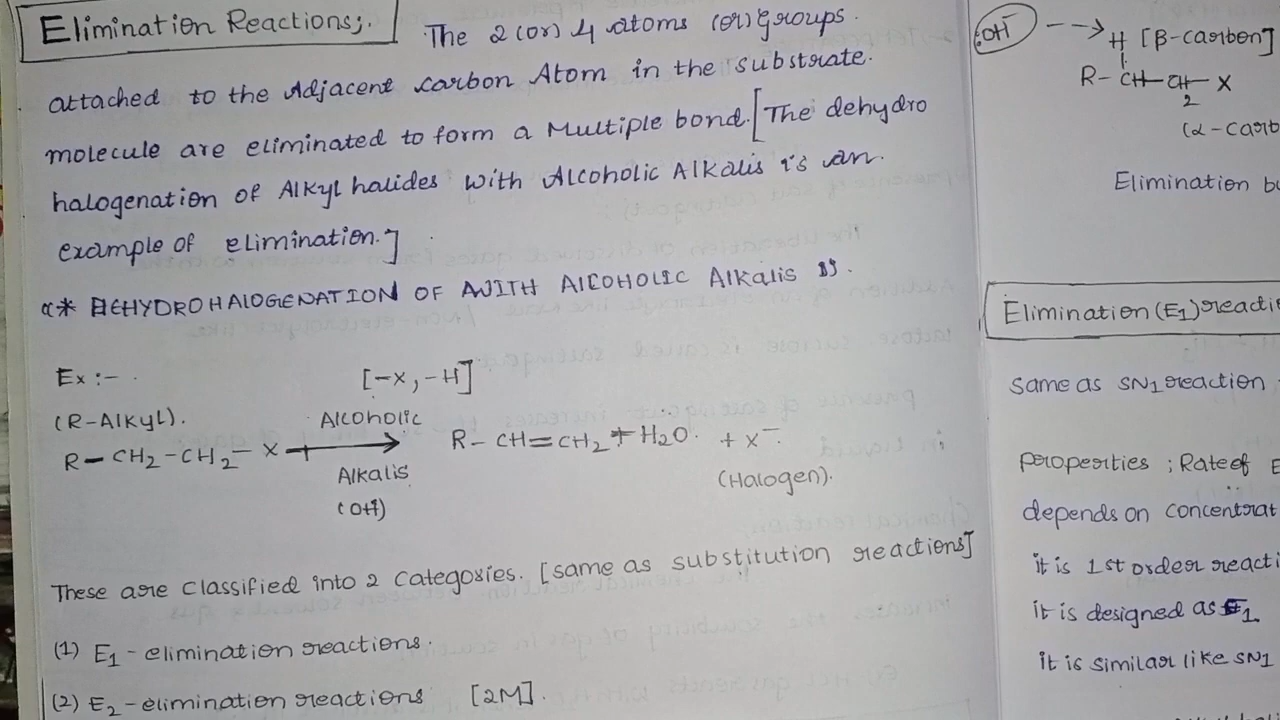 Elimination Reactions;.
The 2 (or) 4 atoms (or) Groups.
attached to the Adjacent carbon Atom in the substrate.
molecule are eliminated to form a Multiple bond. [The dehydro
halogenation of Alkyl halides with Alcoholic Alkalis is an.
example of elimination.]
"* DEHYDROHALOGENATION OF WITH AlCOHOLIC Alkalis ".
Ex :- .
[-x, -H]
(R-Alkyl).
Alcoholic
R- CH2 -CH2 - X → R- CH=CH2 + H2O. + x-.
Alkalis
(Halogen).
(OH)
These are classified into 2 categories. [same as substitution reactions]
(1) E1 - elimination reactions.
(2) E2 - elimination reactions [2M].
:OH- --> H [β-carbon]
R- CH-CH2- X
(α-carb
Elimination b
Elimination (E1) reacti
same as SN1 reaction
properties ; Rate of E
depends on concentrat
it is 1st order reacti
it is designed as E1.
it is similar like SN1